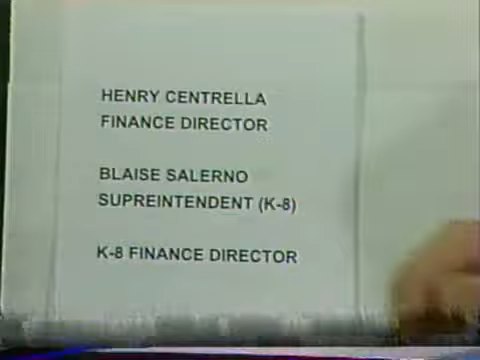 HENRY CENTRELLA
FINANCE DIRECTOR
BLAISE SALERNO
SUPREINTENDENT (K-8)
K-8 FINANCE DIRECTOR